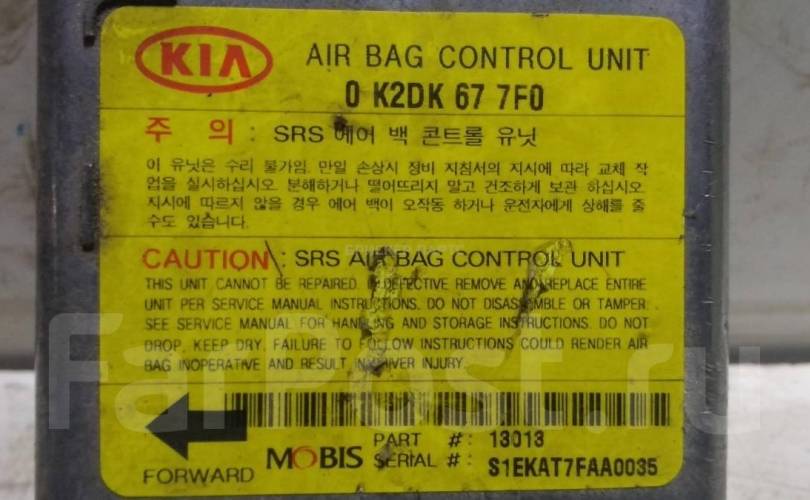 KIA AIR BAG CONTROL UNIT
0 K2DK 67 7F0
주 의 : SRS 에어 백 콘트롤 유닛
이 유닛은 수리 불가임. 만일 손상시 정비 지침서의 지시에 따라 교체 작
업을 실시하십시오. 분해하거나 떨어뜨리지 말고 건조하게 보관 하십시오.
지시에 따르지 않을 경우 에어 백이 오작동 하거나 운전자에게 상해를 줄
수도 있습니다.
CAUTION : SRS AIR BAG CONTROL UNIT
THIS UNIT CANNOT BE REPAIRED. IF DEFECTIVE REMOVE AND REPLACE ENTIRE
UNIT PER SERVICE MANUAL INSTRUCTIONS. DO NOT DISASSEMBLE OR TAMPER.
SEE SERVICE MANUAL FOR HANDLING AND STORAGE INSTRUCTIONS. DO NOT
DROP, KEEP DRY. FAILURE TO FOLLOW INSTRUCTIONS COULD RENDER AIR
BAG INOPERATIVE AND RESULT IN DRIVER INJURY.
FarPost.ru
PART #: 13013
FORWARD MOBIS SERIAL #: S1EKAT7FAA0035